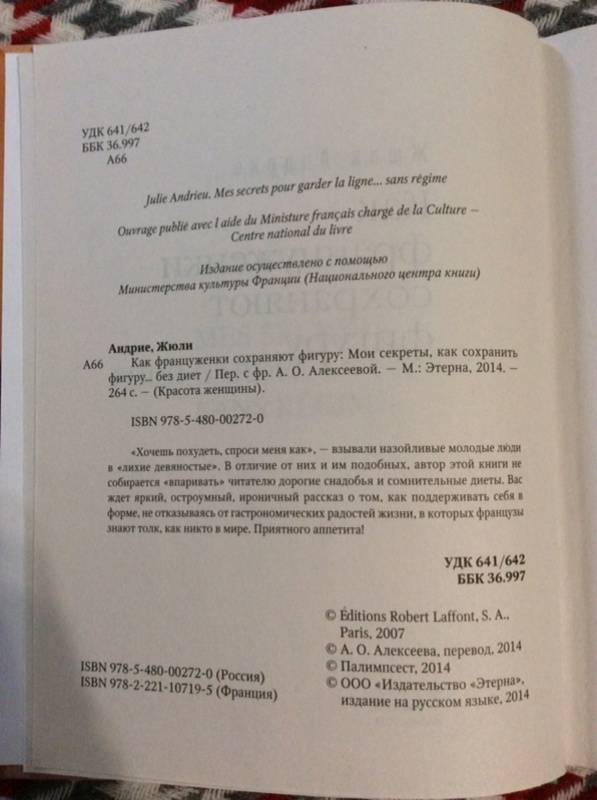 УДК 641/642
ББК 36.997
А66
Julie Andrieu. Mes secrets pour garder la ligne... sans régime
Ouvrage publié avec l aide du Ministure français chargé de la Culture –
Centre national du livre
Издание осуществлено с помощью
Министерства культуры Франции (Национального центра книги)
Андрие, Жюли
А66 Как француженки сохраняют фигуру: Мои секреты, как сохранить
фигуру... без диет / Пер. с фр. А. О. Алексеевой. — М.: Этерна, 2014. –
264 с. – (Красота женщины).
ISBN 978-5-480-00272-0
«Хочешь похудеть, спроси меня как», — взывали назойливые молодые люди
в «лихие девяностые». В отличие от них и им подобных, автор этой книги не
собирается «впаривать» читателю дорогие снадобья и сомнительные диеты. Вас
ждет яркий, остроумный, ироничный рассказ о том, как поддерживать себя в
форме, не отказываясь от гастрономических радостей жизни, в которых французы
знают толк, как никто в мире. Приятного аппетита!
УДК 641/642
ББК 36.997
© Éditions Robert Laffont, S. A.,
Paris, 2007
© А. О. Алексеева, перевод, 2014
© Палимпсест, 2014
© ООО «Издательство «Этерна»,
издание на русском языке, 2014
ISBN 978-5-480-00272-0 (Россия)
ISBN 978-2-221-10719-5 (Франция)